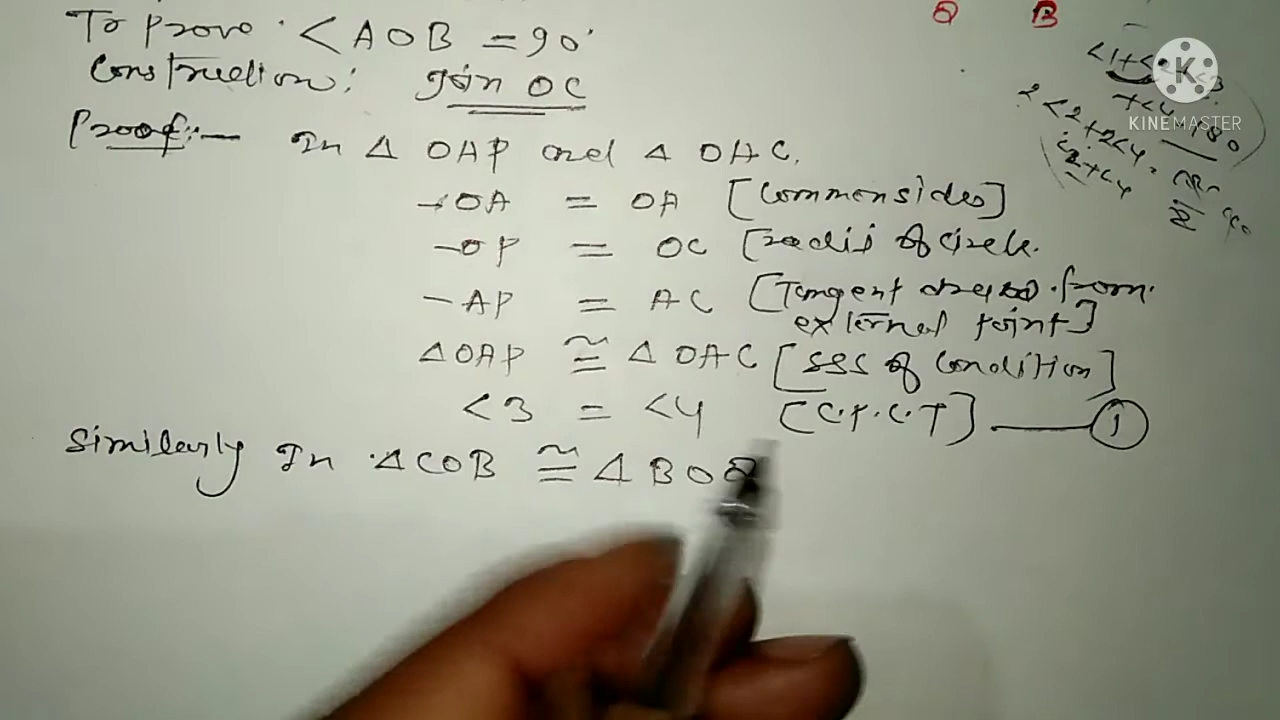 To prove <AOB = 90°
Construction: Join OC
Proof:- In △ OAP and △ OAC,
OA = OA [Common sides]
OP = OC [radii of circle.
AP = AC [Tangent from
external point]
△OAP ≅ △OAC [SSS of Condition]
<3 = <4 [C.P.C.T] 1
Similarly In △COB ≅ △BOQ
Q B
K
KINEMASTER